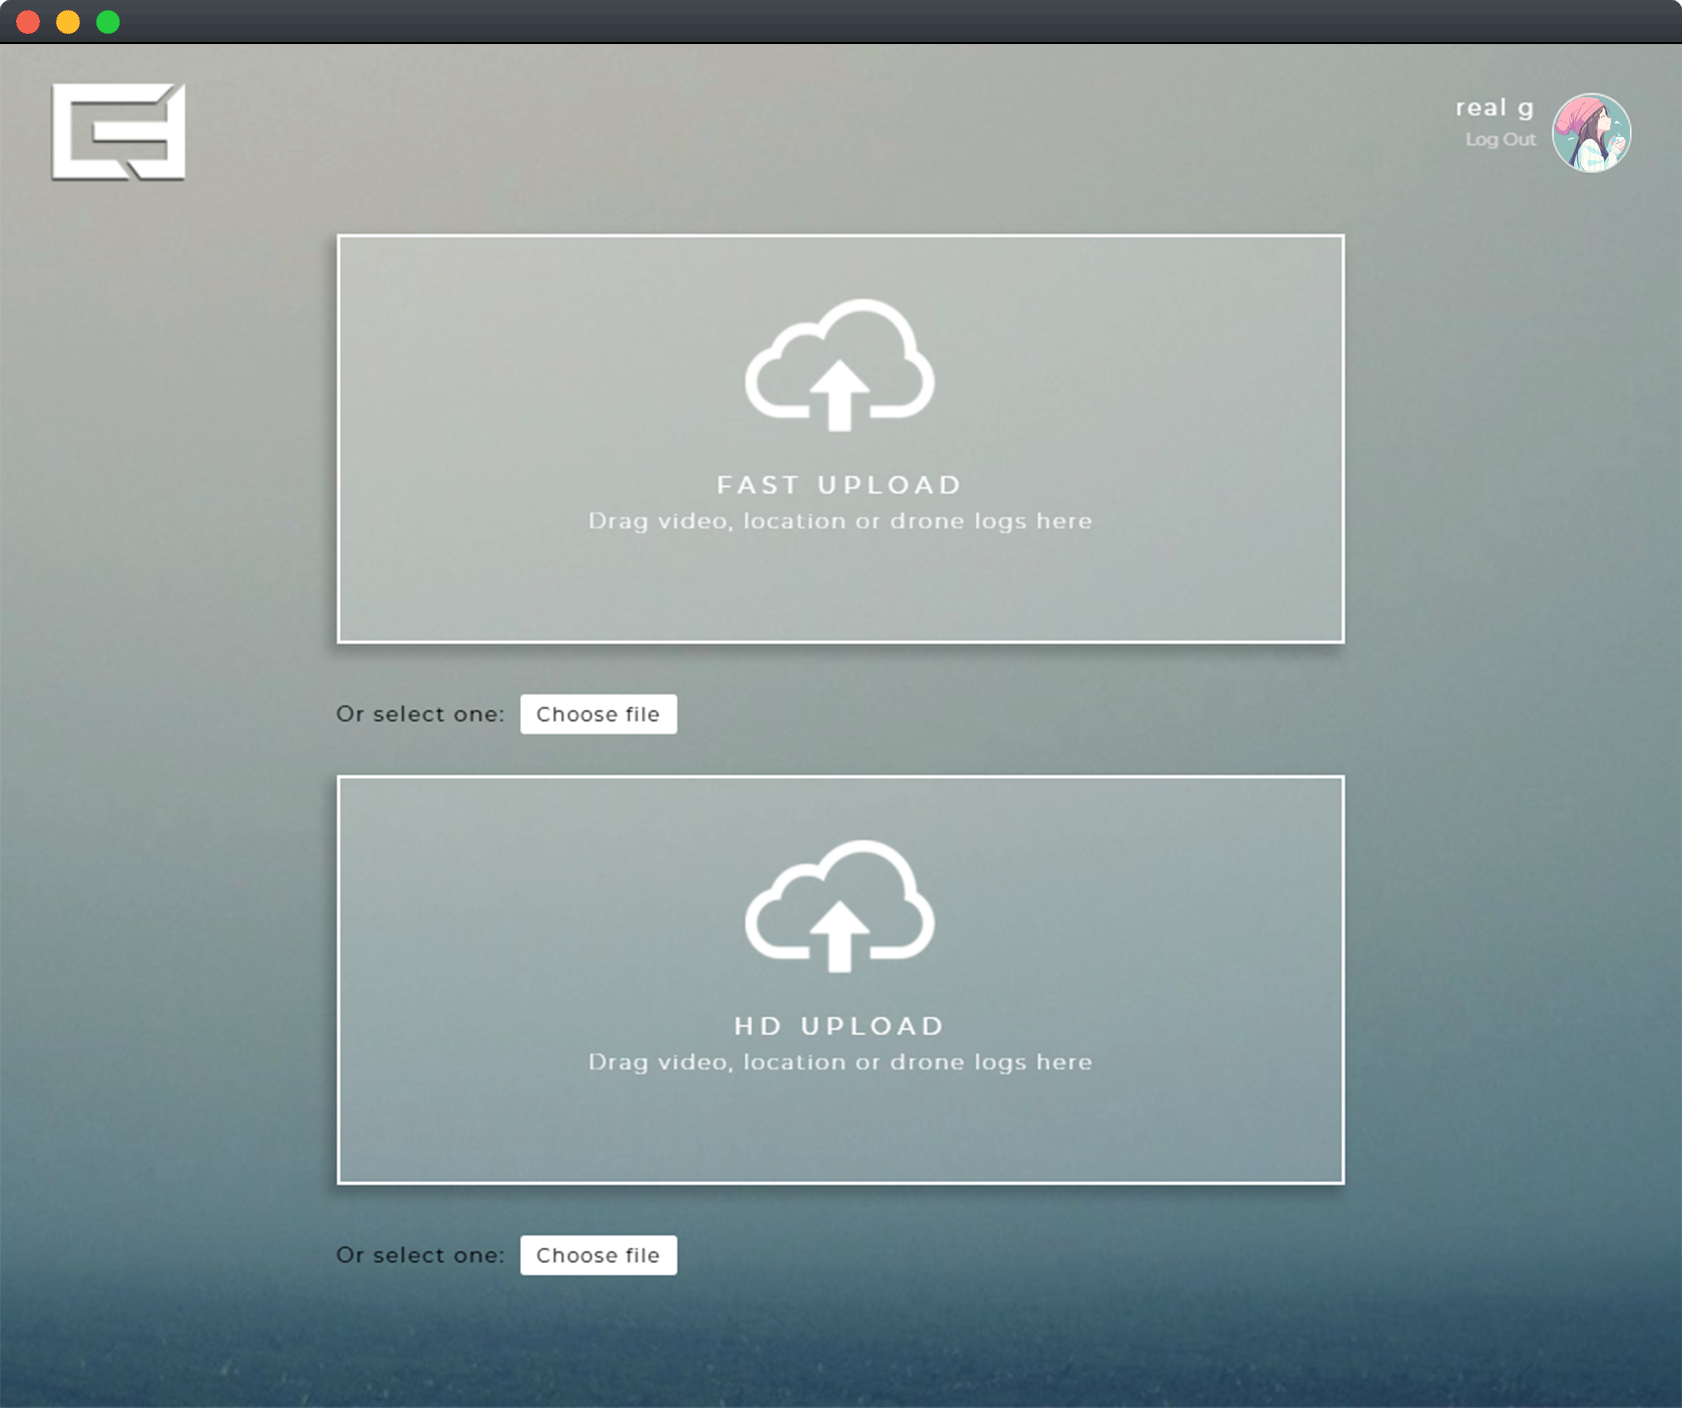 real g
Log Out
FAST UPLOAD
Drag video, location or drone logs here
Or select one: Choose file
HD UPLOAD
Drag video, location or drone logs here
Or select one: Choose file